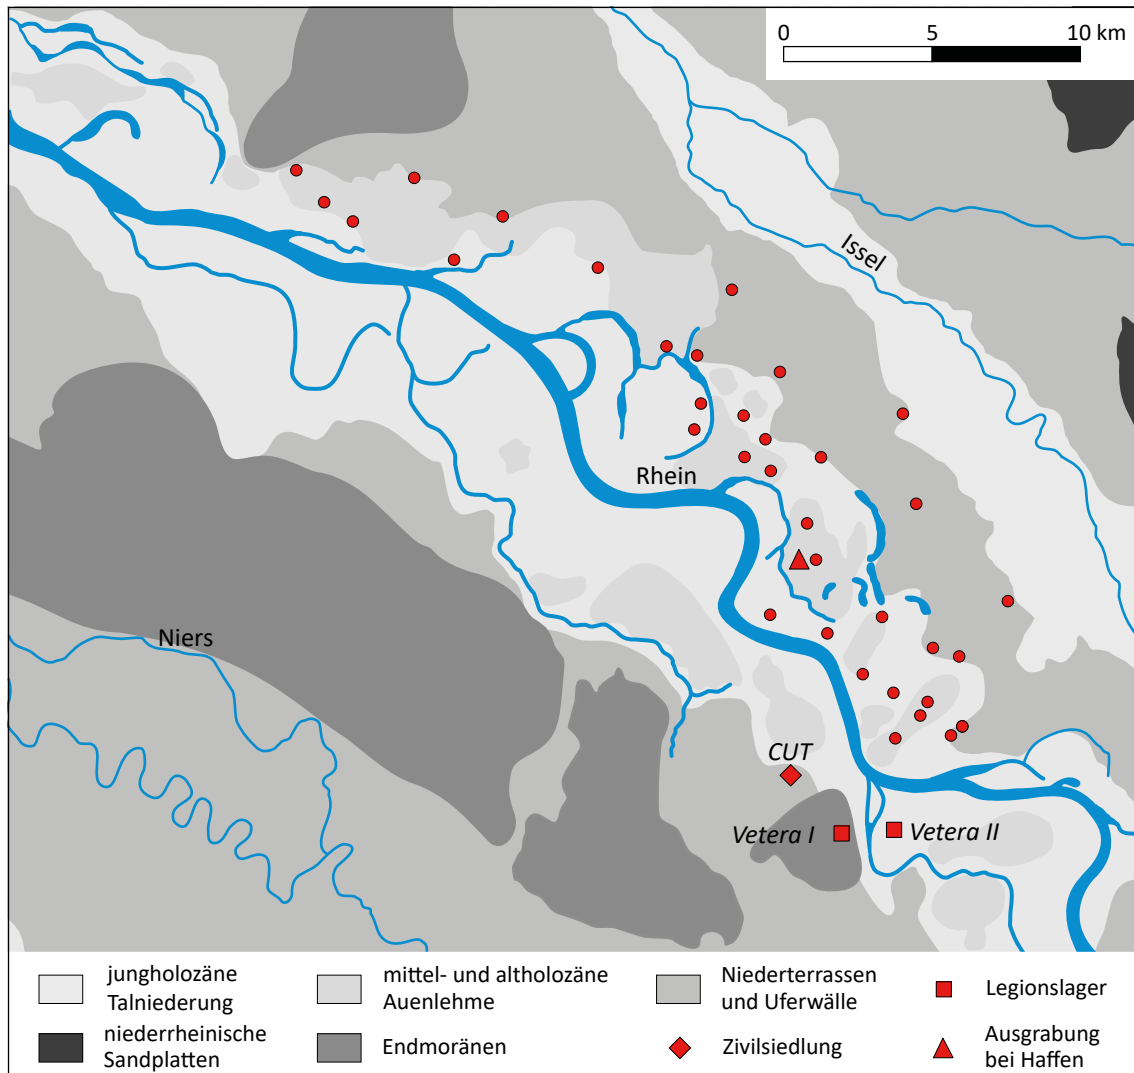 0 5 10 km
Issel
Rhein
Niers
CUT
Vetera I
Vetera II
jungholozäne
Talniederung
mittel- und altholozäne
Auenlehme
Niederterrassen
und Uferwälle
Legionslager
niederrheinische
Sandplatten
Endmoränen
Zivilsiedlung
Ausgrabung
bei Haffen